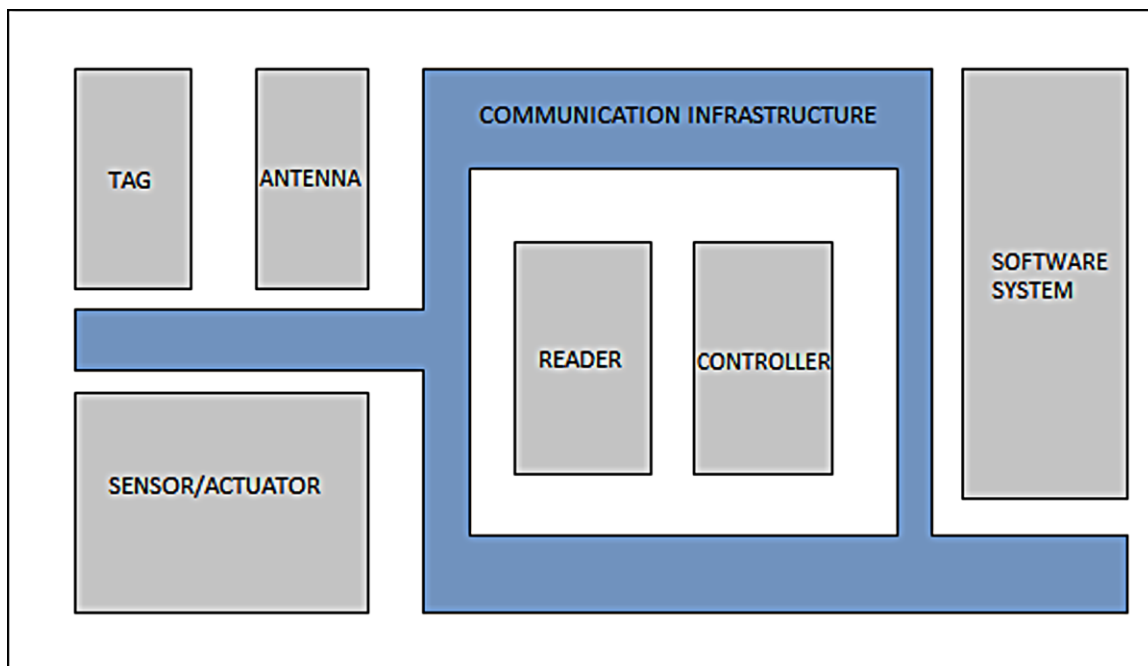 COMMUNICATION INFRASTRUCTURE
TAG
ANTENNA
SOFTWARE
SYSTEM
READER
CONTROLLER
SENSOR/ACTUATOR